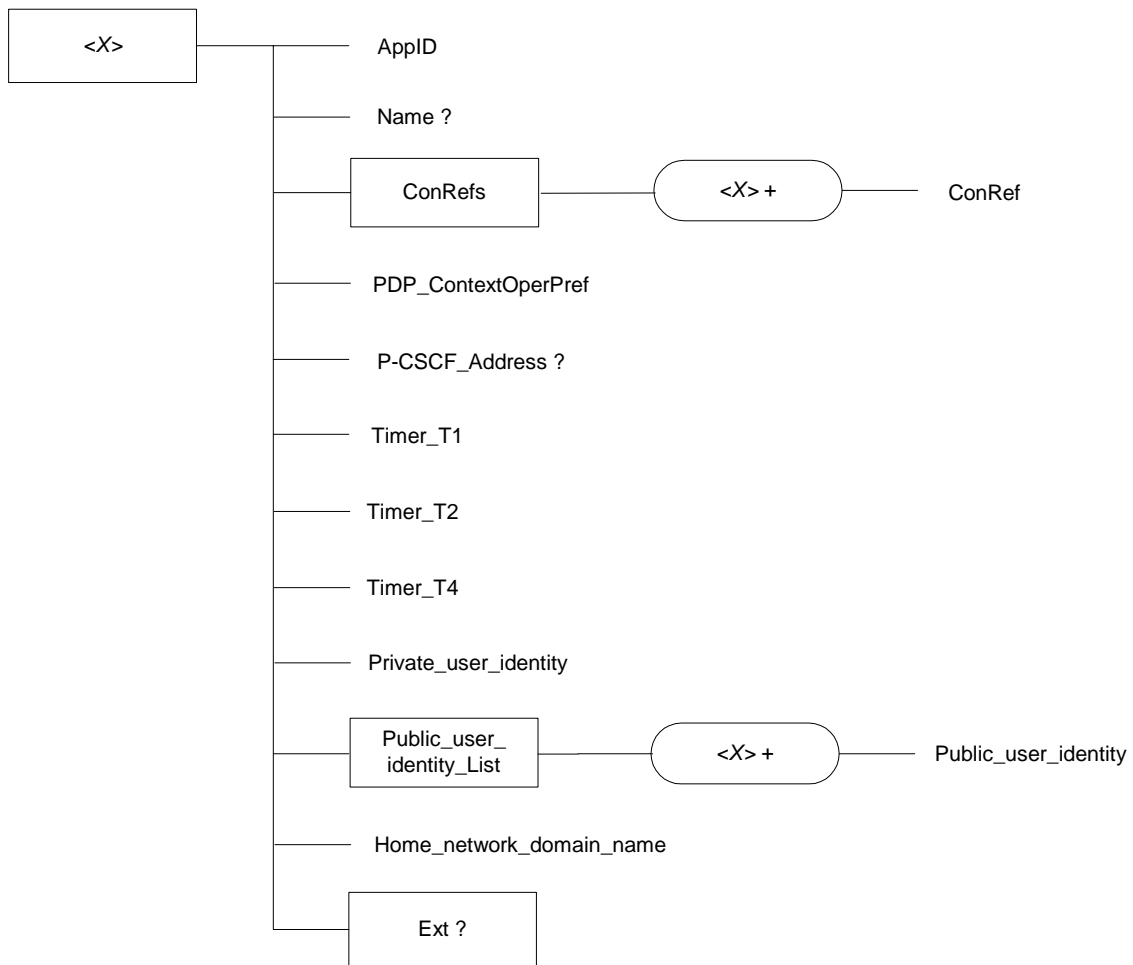 <X>
AppID
Name ?
ConRefs
<X> +
ConRef
PDP_ContextOperPref
P-CSCF_Address ?
Timer_T1
Timer_T2
Timer_T4
Private_user_identity
Public_user_
identity_List
<X> +
Public_user_identity
Home_network_domain_name
Ext ?